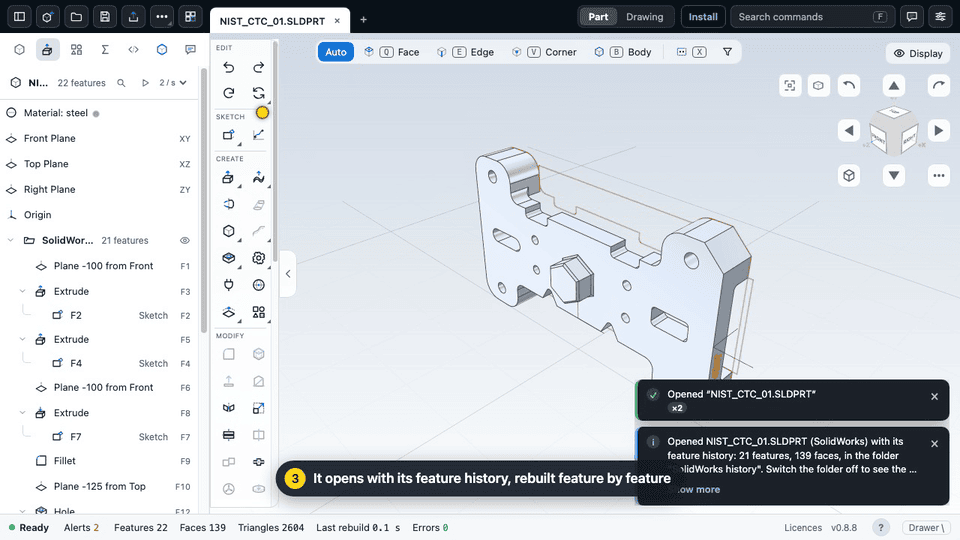 NIST_CTC_01.SLDPRT ×
+
Part Drawing
Install
Search commands F
Auto
Q Face
E Edge
V Corner
B Body
X
Display
NI... 22 features
2 / s
Material: steel
Front Plane XY
Top Plane XZ
Right Plane ZY
Origin
SolidWor... 21 features
Plane -100 from Front F1
Extrude F3
F2 Sketch F2
Extrude F5
F4 Sketch F4
Plane -100 from Front F6
Extrude F8
F7 Sketch F7
Fillet F9
Plane -125 from Top F10
Hole F12
EDIT
SKETCH
CREATE
MODIFY
TOP
FRONT
RIGHT
Opened "NIST_CTC_01.SLDPRT"
×2
Opened NIST_CTC_01.SLDPRT (SolidWorks) with its
feature history: 21 features, 139 faces, in the folder
"SolidWorks history". Switch the folder off to see the ...
Show more
3 It opens with its feature history, rebuilt feature by feature
Ready Alerts 2 Features 22 Faces 139 Triangles 2604 Last rebuild 0.1 s Errors 0
Licences v0.8.8 ? Drawer \